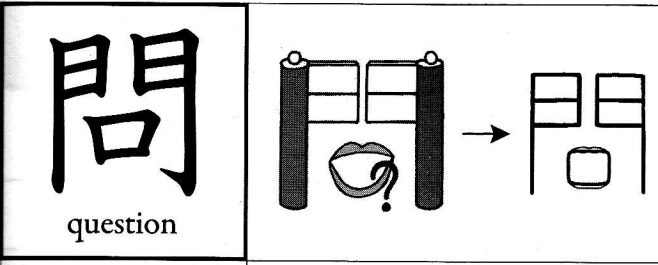 問
question
?